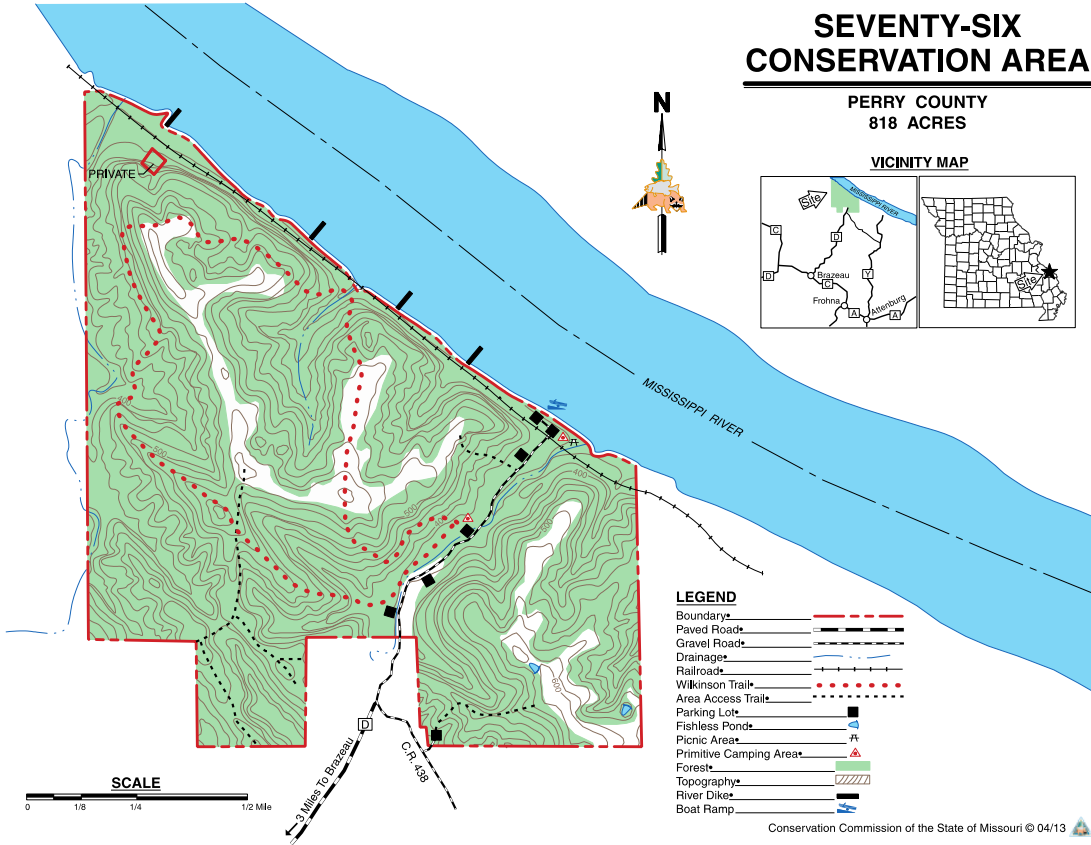 SEVENTY-SIX
CONSERVATION AREA
PERRY COUNTY
818 ACRES
VICINITY MAP
Site
MISSISSIPPI RIVER
C
D
D
Brazeau
C
Y
Frohna
A
Altenburg
A
Site
N
PRIVATE
MISSISSIPPI RIVER
400
500
500
400
400
500
600
D
3 Miles To Brazeau
C.R. 438
SCALE
0 1/8 1/4 1/2 Mile
LEGEND
Boundary
Paved Road
Gravel Road
Drainage
Railroad
Wilkinson Trail
Area Access Trail
Parking Lot
Fishless Pond
Picnic Area
Primitive Camping Area
Forest
Topography
River Dike
Boat Ramp
Conservation Commission of the State of Missouri © 04/13